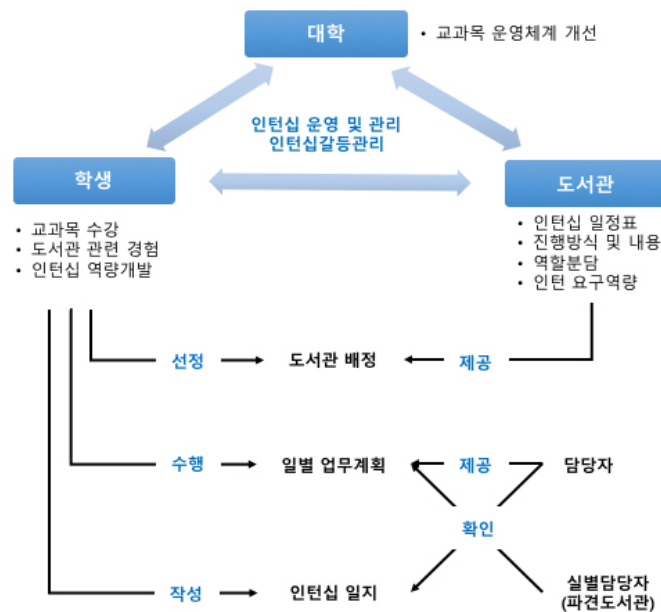 대학
• 교과목 운영체계 개선
인턴십 운영 및 관리
인턴십갈등관리
학생
도서관
• 교과목 수강
• 도서관 관련 경험
• 인턴십 역량개발
• 인턴십 일정표
• 진행방식 및 내용
• 역할분담
• 인턴 요구역량
선정 도서관 배정 제공
수행 일별 업무계획 제공 담당자
확인
작성 인턴십 일지
실별담당자
(파견도서관)